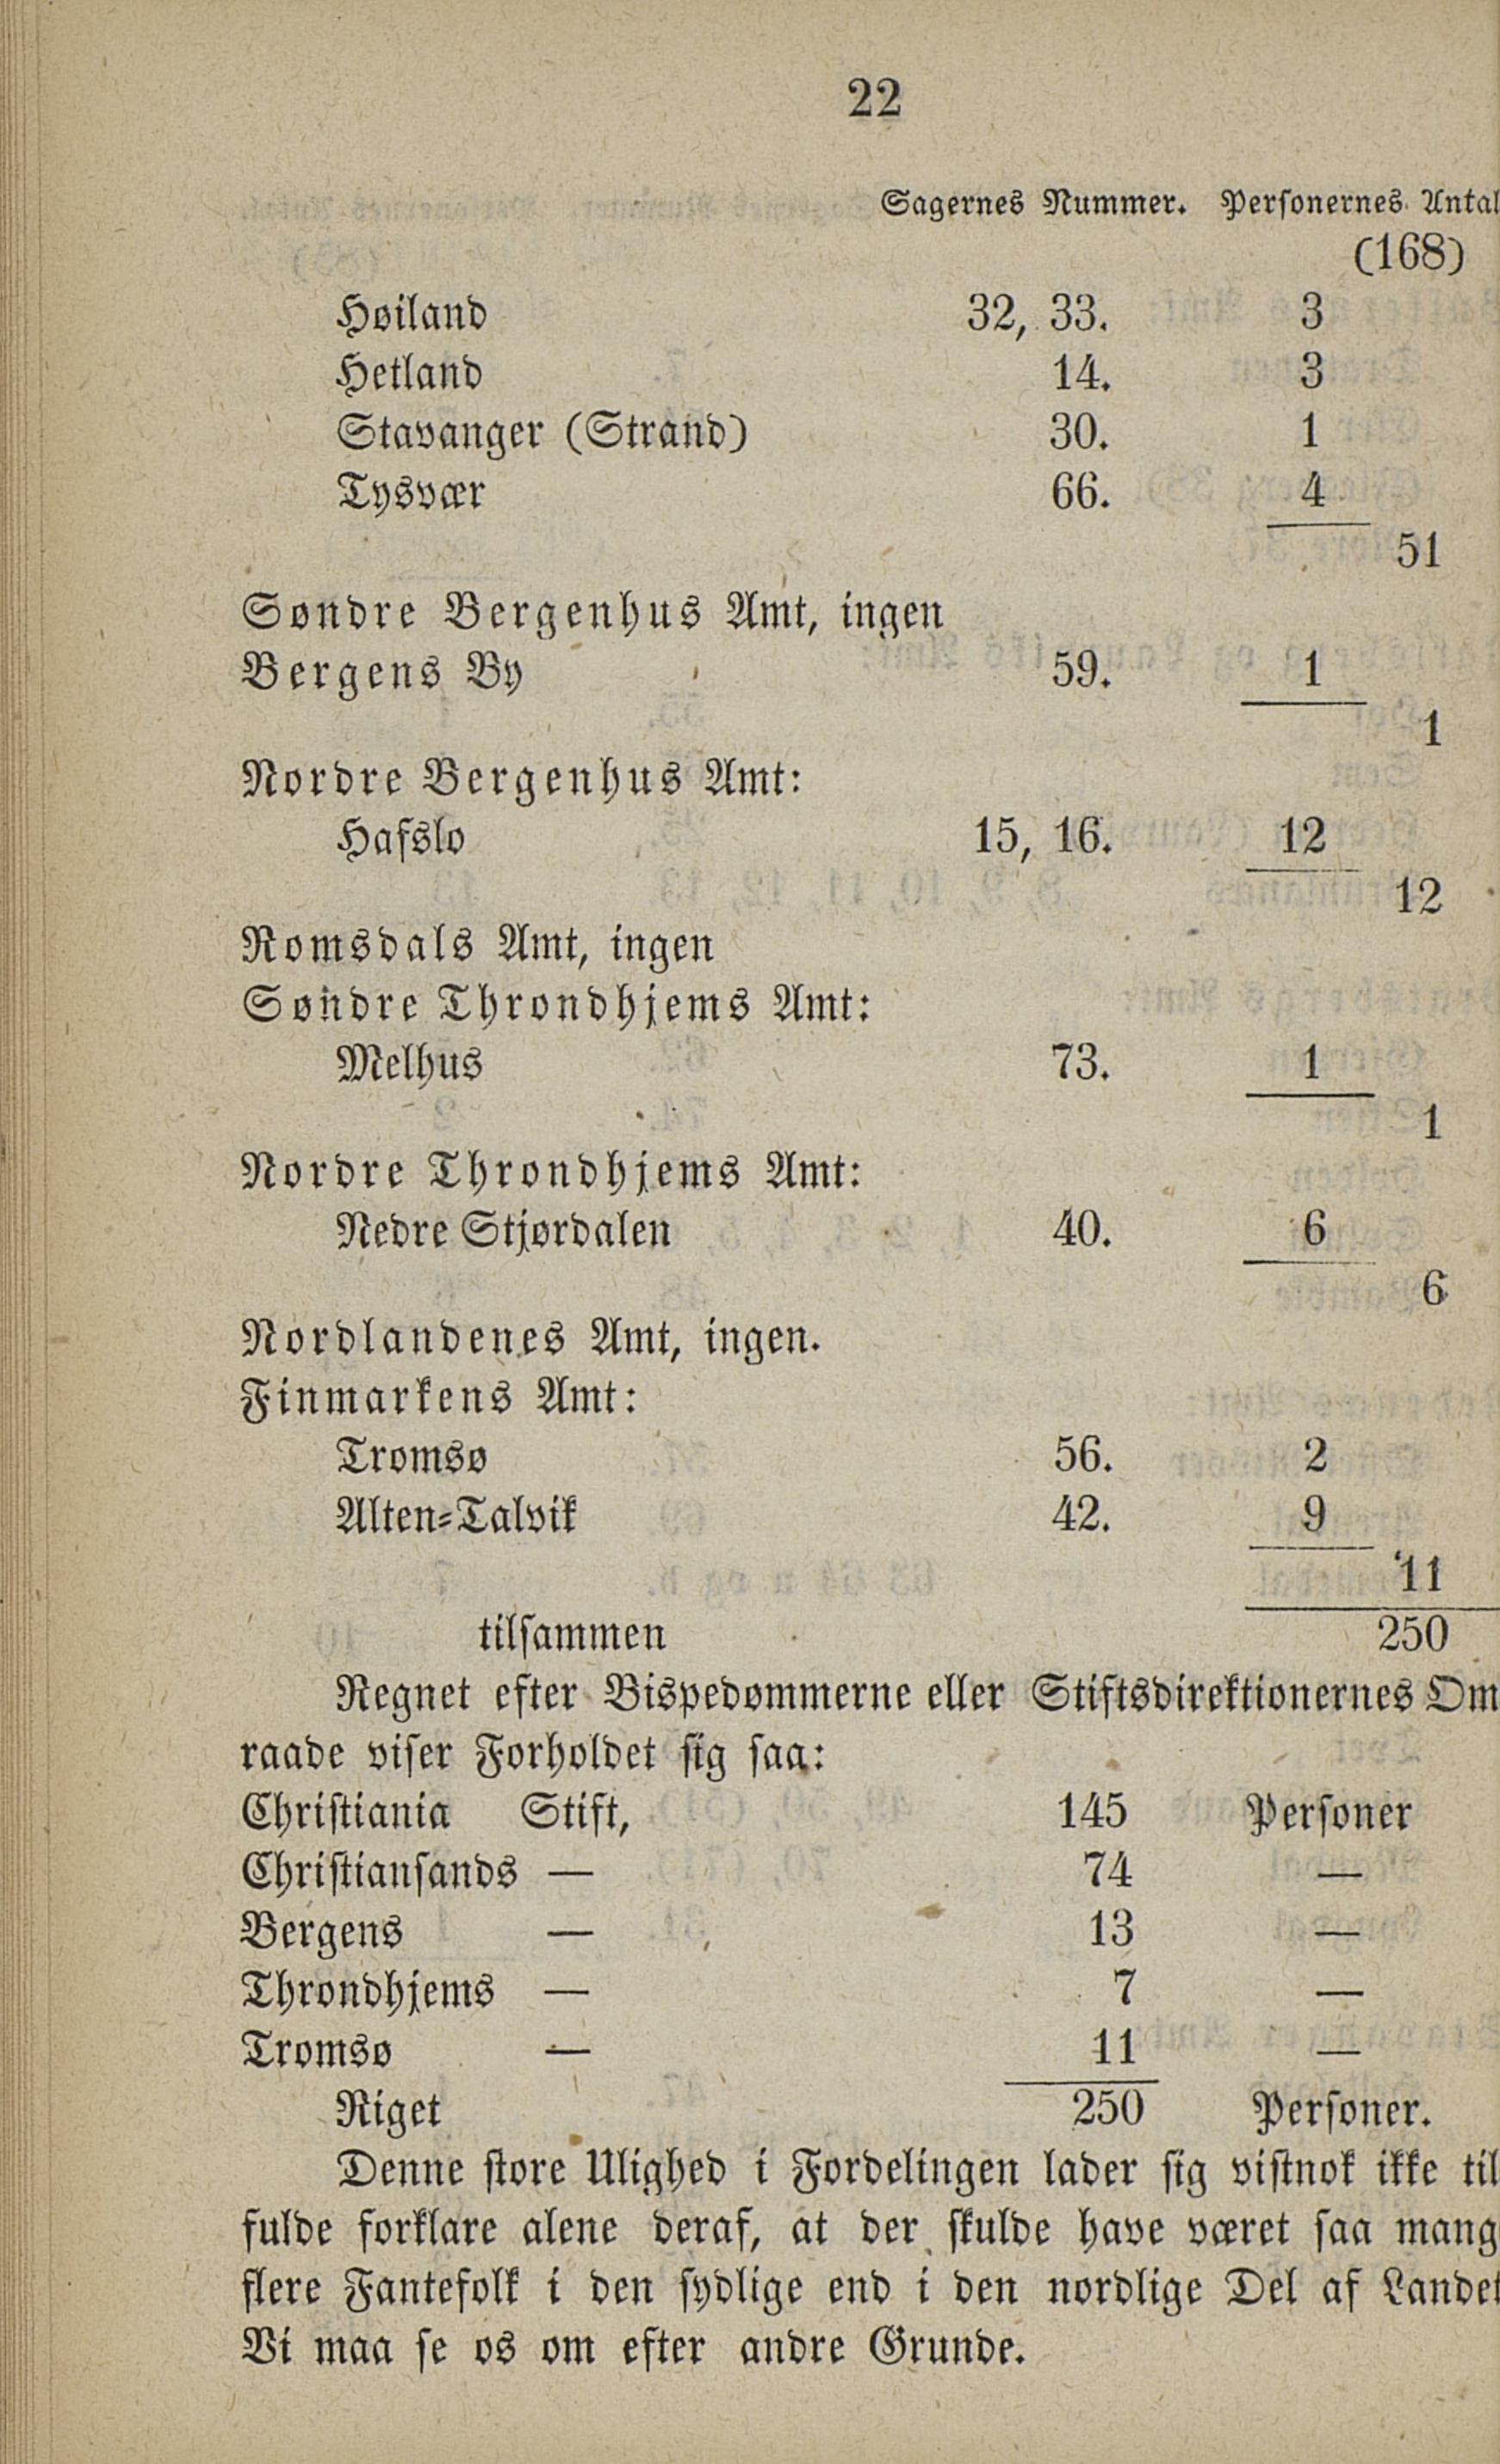 22
Sagernes Nummer. Personernes Antal
(168)
Høiland 32, 33. 3
Hetland 14. 3
Stavanger (Strand) 30. 1
Tysvær 66. 4
51
Søndre Bergenhus Amt, ingen
Bergens By 59. 1
1
Nordre Bergenhus Amt:
Hafslo 15, 16. 12
12
Romsdals Amt, ingen
Søndre Throndhjems Amt:
Melhus 73. 1
1
Nordre Throndhjems Amt:
Nedre Stjørdalen 40. 6
6
Nordlandenes Amt, ingen.
Finmarkens Amt:
Tromsø 56. 2
Alten-Talvik 42. 9
11
tilsammen 250
Regnet efter Bispedømmerne eller Stiftsdirektionernes Om
raade viser Forholdet sig saa:
Christiania Stift, 145 Personer
Christiansands — 74 —
Bergens — 13 —
Throndhjems — 7 —
Tromsø — 11 —
Riget 250 Personer.
Denne store Ulighed i Fordelingen lader sig vistnok ikke til
fulde forklare alene deraf, at der skulde have været saa mang
flere Fantefolk i den sydlige end i den nordlige Del af Landet
Vi maa se os om efter andre Grunde.